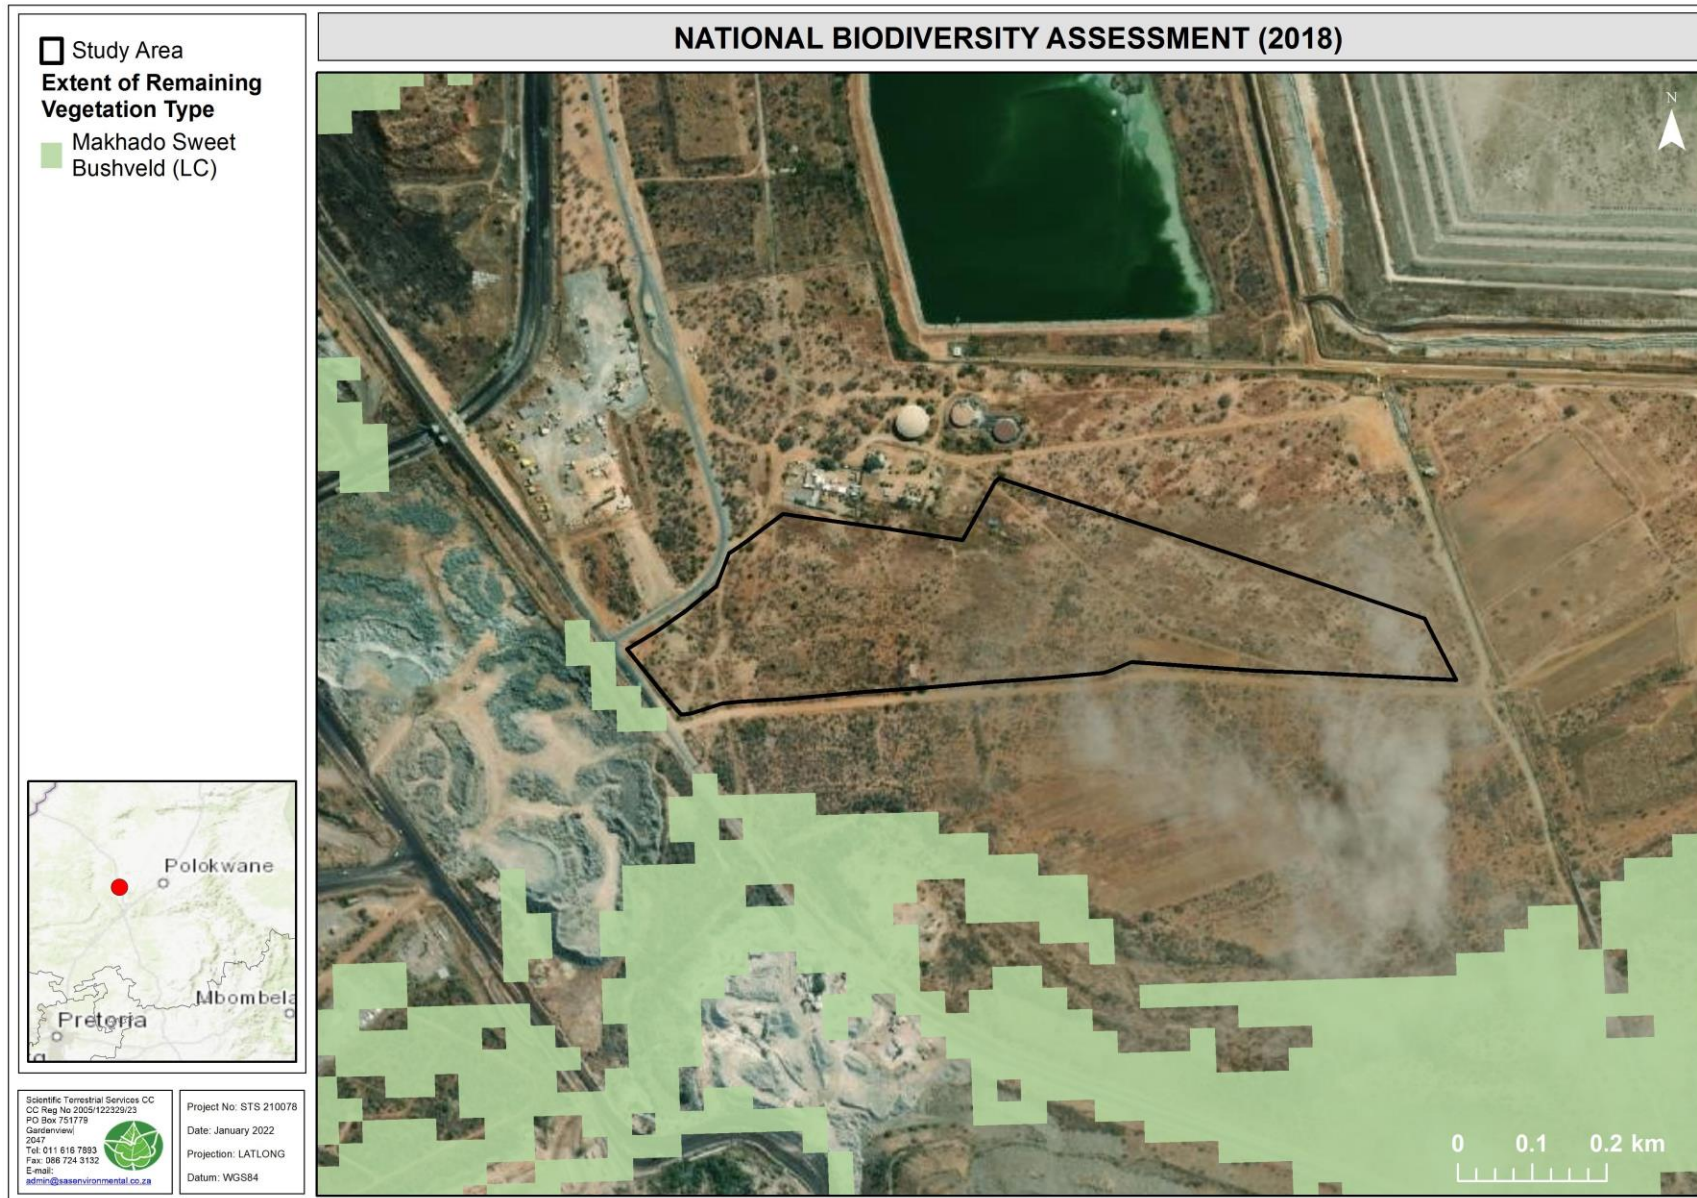 NATIONAL BIODIVERSITY ASSESSMENT (2018)
Study Area
Extent of Remaining
Vegetation Type
Makhado Sweet
Bushveld (LC)
N
Polokwane
Mbombela
Pretoria
Scientific Terrestrial Services CC
CC Reg No 2005/122329/23
PO Box 751779
Gardenview
2047
Tel: 011 616 7893
Fax: 086 724 3132
E-mail:
admin@sasenvironmental.co.za
Project No: STS 210078
Date: January 2022
Projection: LATLONG
Datum: WGS84
0 0.1 0.2 km